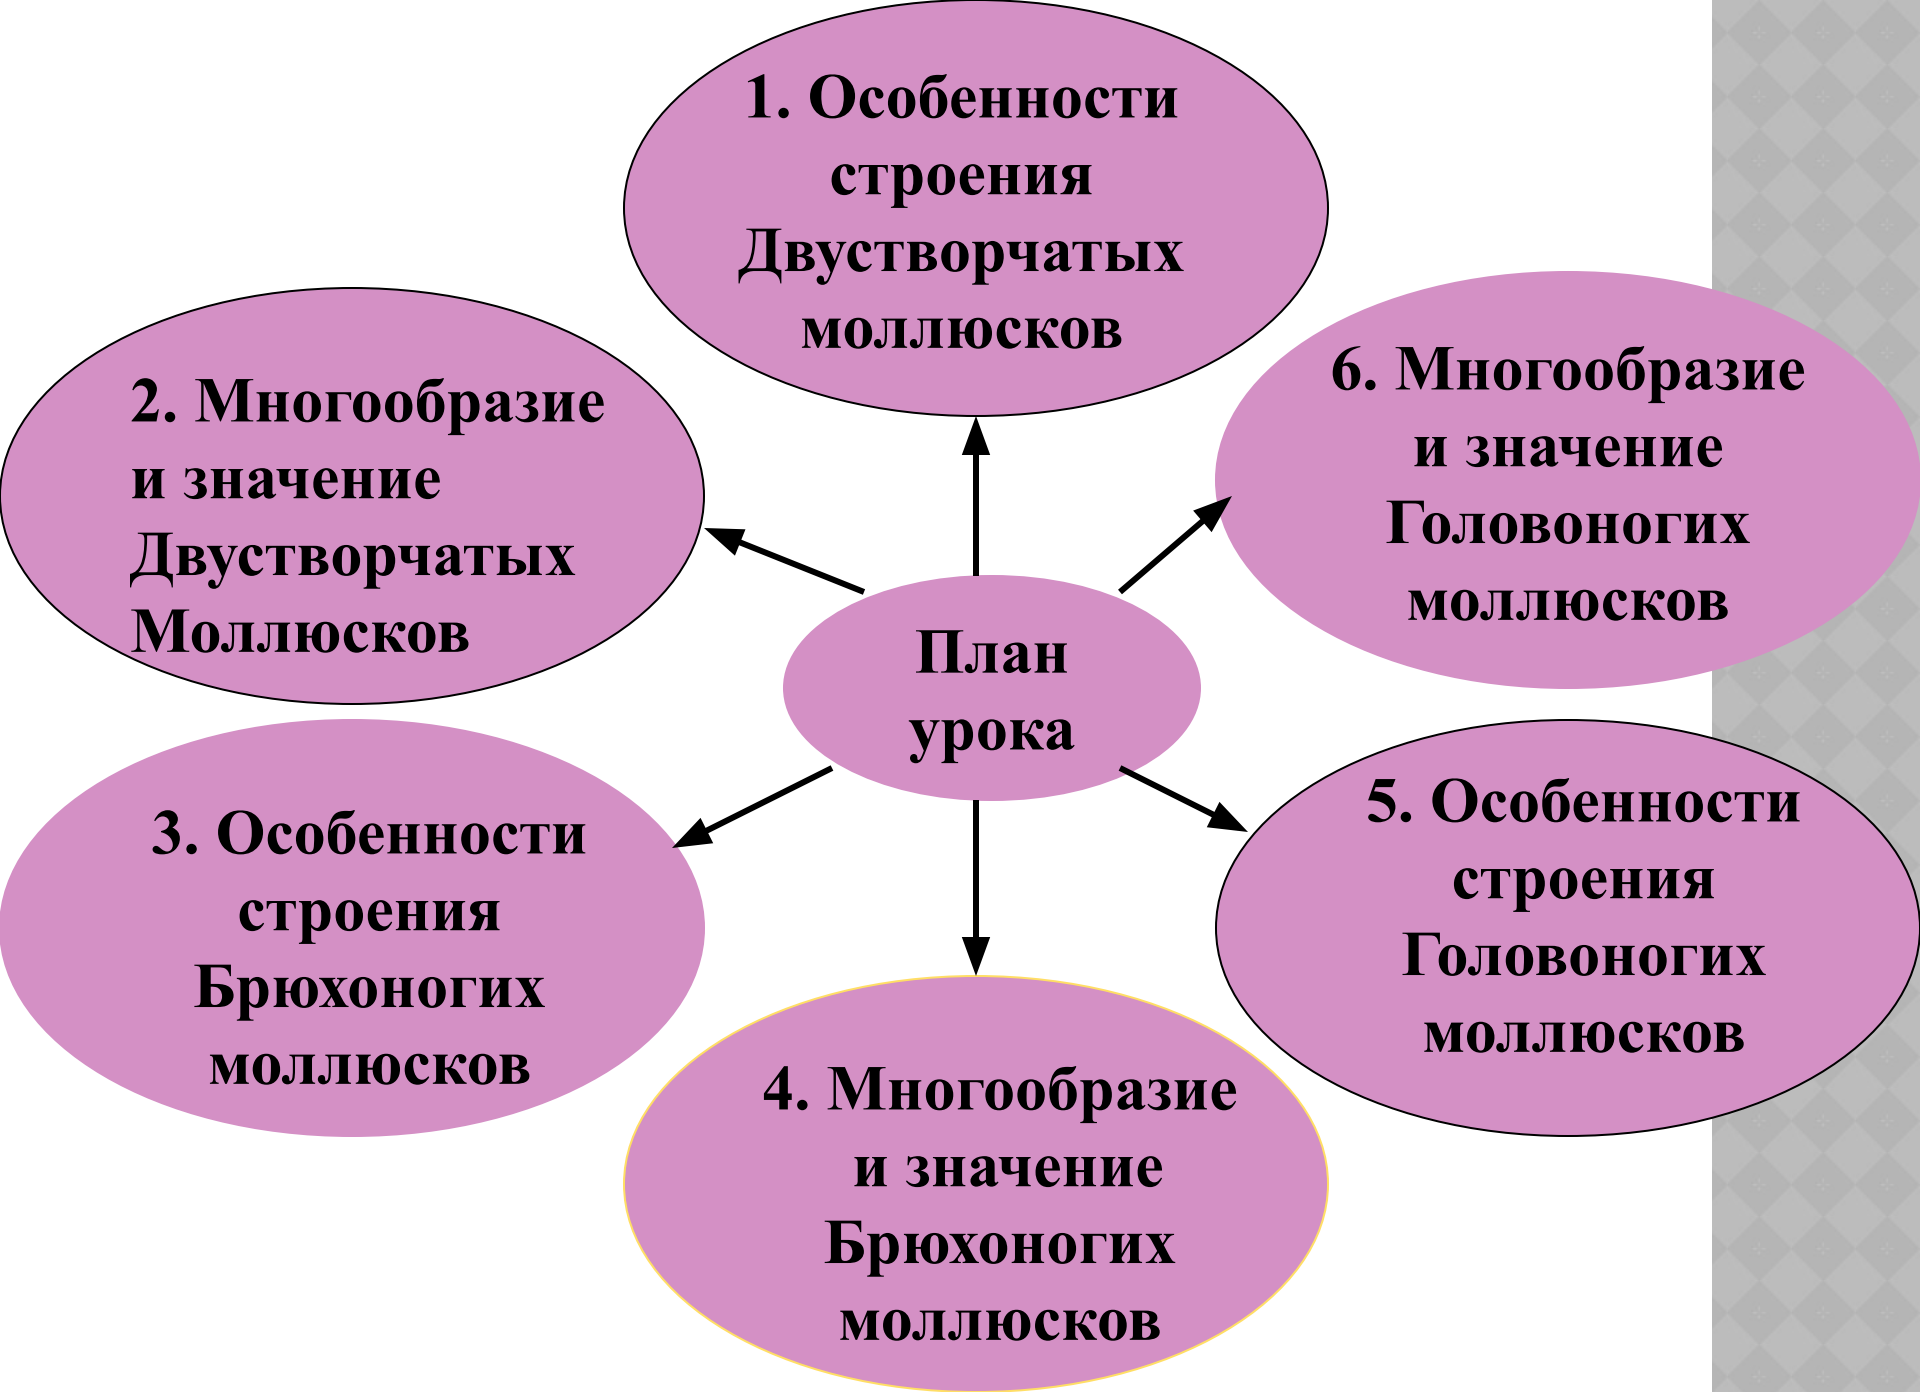 1. Особенности
строения
Двустворчатых
моллюсков
2. Многообразие
и значение
Двустворчатых
Моллюсков
3. Особенности
строения
Брюхоногих
моллюсков
4. Многообразие
и значение
Брюхоногих
моллюсков
5. Особенности
строения
Головоногих
моллюсков
6. Многообразие
и значение
Головоногих
моллюсков
План
урока